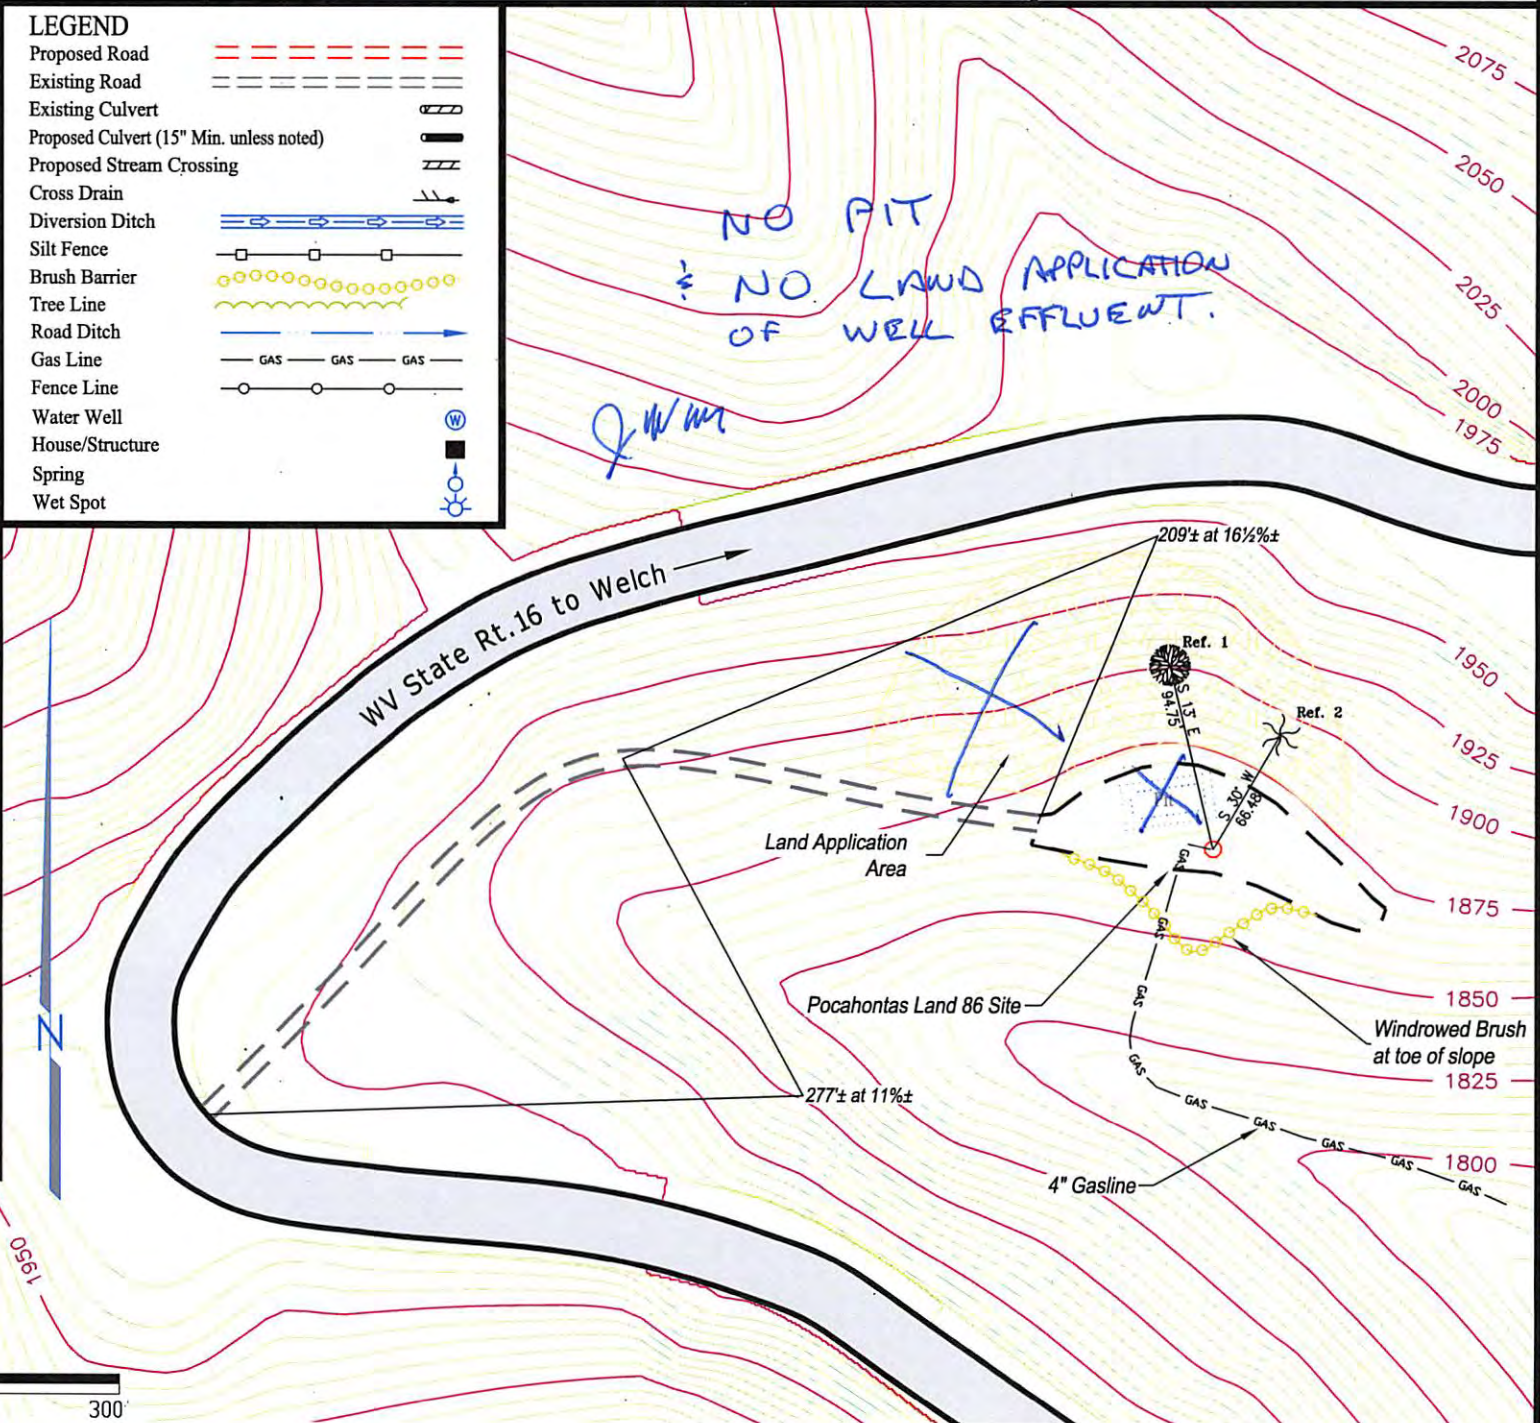 LEGEND
Proposed Road
Existing Road
Existing Culvert
Proposed Culvert (15" Min. unless noted)
Proposed Stream Crossing
Cross Drain
Diversion Ditch
Silt Fence
Brush Barrier
Tree Line
Road Ditch
Gas Line GAS GAS GAS
Fence Line
Water Well W
House/Structure
Spring
Wet Spot
2075
2050
2025
2000
1975
NO PIT
& NO LAND APPLICATION
OF WELL EFFLUENT.
WV State Rt.16 to Welch
209'± at 16½%±
Ref. 1
S 13° E
94.75'
Ref. 2
S 30° W
66.48'
Pit
1950
1925
1900
1875
1850
1825
1800
Land Application
Area
Pocahontas Land 86 Site
Windrowed Brush
at toe of slope
277'± at 11%±
4" Gasline
GAS
GAS
GAS
GAS
GAS
GAS
GAS
GAS
GAS
N
1950
300'